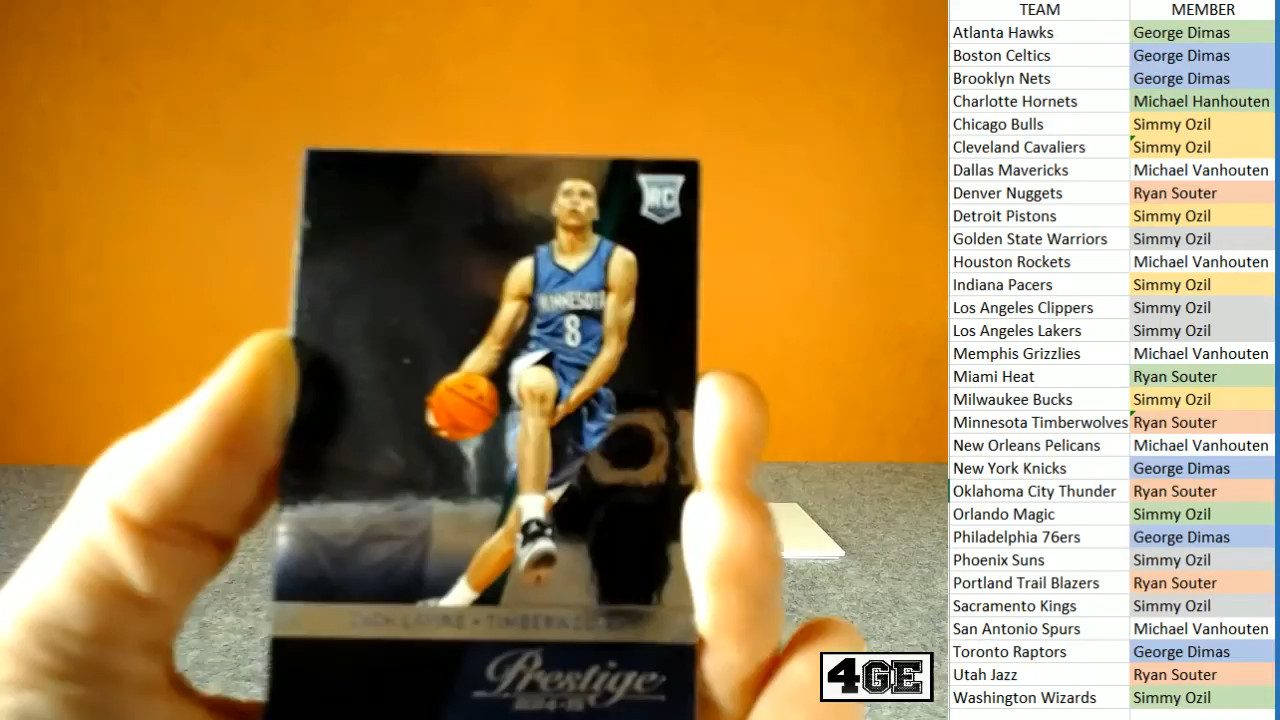 TEAM MEMBER
Atlanta Hawks George Dimas
Boston Celtics George Dimas
Brooklyn Nets George Dimas
Charlotte Hornets Michael Hanhouten
Chicago Bulls Simmy Ozil
Cleveland Cavaliers Simmy Ozil
Dallas Mavericks Michael Vanhouten
Denver Nuggets Ryan Souter
Detroit Pistons Simmy Ozil
Golden State Warriors Simmy Ozil
Houston Rockets Michael Vanhouten
Indiana Pacers Simmy Ozil
Los Angeles Clippers Simmy Ozil
Los Angeles Lakers Simmy Ozil
Memphis Grizzlies Michael Vanhouten
Miami Heat Ryan Souter
Milwaukee Bucks Simmy Ozil
Minnesota Timberwolves Ryan Souter
New Orleans Pelicans Michael Vanhouten
New York Knicks George Dimas
Oklahoma City Thunder Ryan Souter
Orlando Magic Simmy Ozil
Philadelphia 76ers George Dimas
Phoenix Suns Simmy Ozil
Portland Trail Blazers Ryan Souter
Sacramento Kings Simmy Ozil
San Antonio Spurs Michael Vanhouten
Toronto Raptors George Dimas
Utah Jazz Ryan Souter
Washington Wizards Simmy Ozil
RC
MINNESOTA
8
ZACH LAVINE •
Prestige
4GE